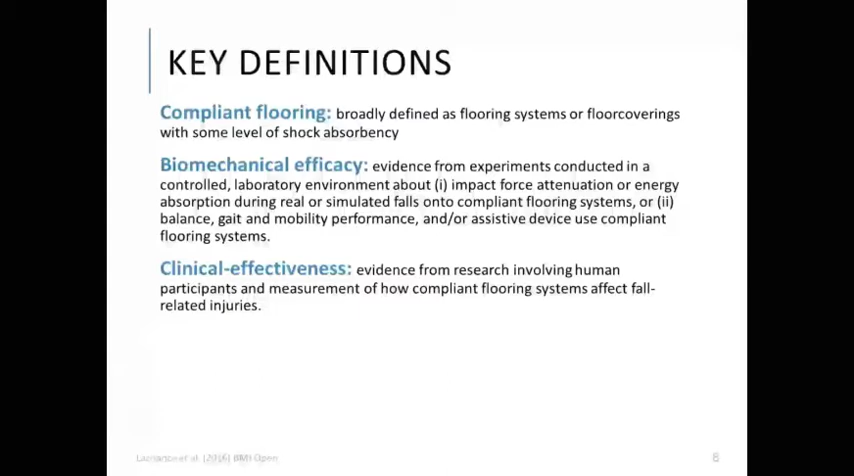 KEY DEFINITIONS
Compliant flooring: broadly defined as flooring systems or floorcoverings
with some level of shock absorbency
Biomechanical efficacy: evidence from experiments conducted in a
controlled, laboratory environment about (i) impact force attenuation or energy
absorption during real or simulated falls onto compliant flooring systems, or (ii)
balance, gait and mobility performance, and/or assistive device use compliant
flooring systems.
Clinical-effectiveness: evidence from research involving human
participants and measurement of how compliant flooring systems affect fall-
related injuries.
et al. (2016) BMJ Open
8